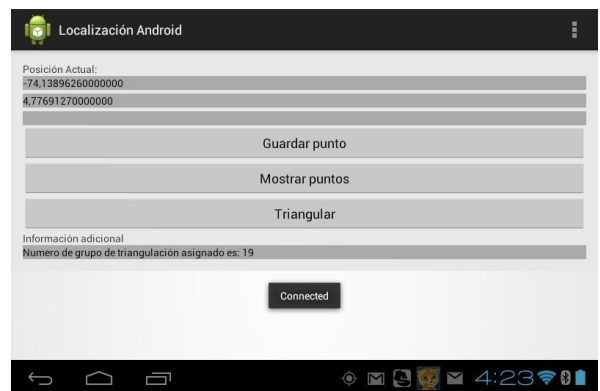 Localización Android
Posición Actual:
-74,13896260000000
4,77691270000000
Guardar punto
Mostrar puntos
Triangular
Información adicional
Numero de grupo de triangulación asignado es: 19
Connected
4:23